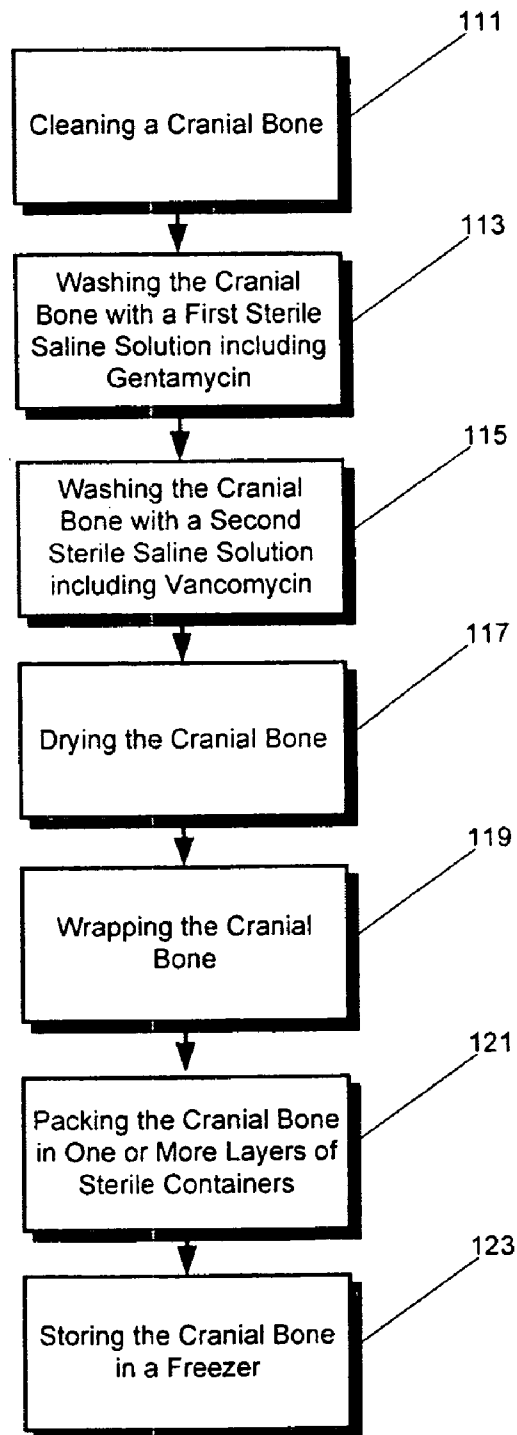 111
Cleaning a Cranial Bone
113
Washing the Cranial
Bone with a First Sterile
Saline Solution including
Gentamycin
115
Washing the Cranial
Bone with a Second
Sterile Saline Solution
including Vancomycin
117
Drying the Cranial Bone
119
Wrapping the Cranial
Bone
121
Packing the Cranial Bone
in One or More Layers of
Sterile Containers
123
Storing the Cranial Bone
in a Freezer